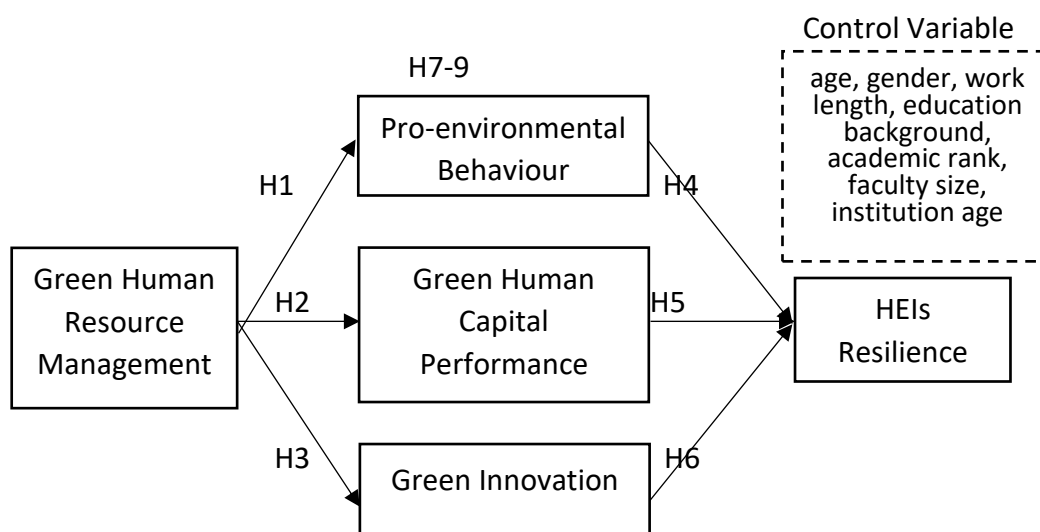 Control Variable
age, gender, work
length, education
background,
academic rank,
faculty size,
institution age
H7-9
Pro-environmental
Behaviour
H1
H4
Green Human
Resource
Management
H2
Green Human
Capital
Performance
H5
HEIs
Resilience
H3
Green Innovation
H6